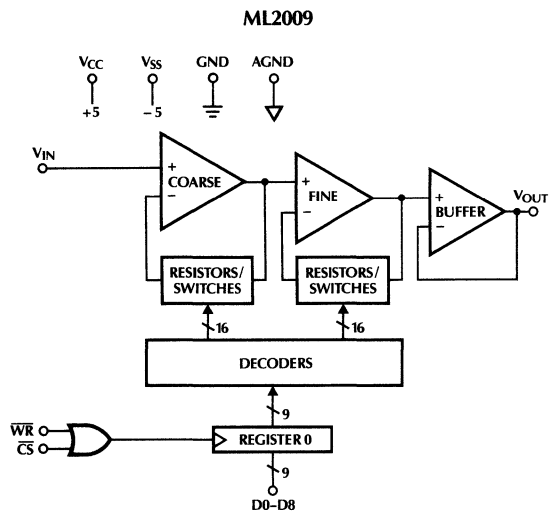 ML2009
VCC
VSS
GND
AGND
+5
-5
VIN
+
COARSE
-
+
FINE
-
+
BUFFER
-
VOUT
RESISTORS/
SWITCHES
RESISTORS/
SWITCHES
16
16
DECODERS
9
WR
CS
REGISTER 0
9
D0–D8